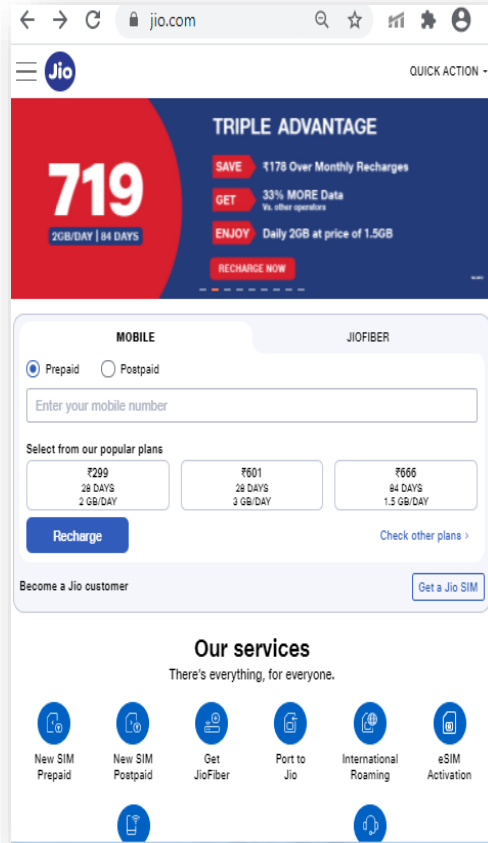 jio.com
Jio
QUICK ACTION
719
2GB/DAY | 84 DAYS
TRIPLE ADVANTAGE
SAVE ₹178 Over Monthly Recharges
GET 33% MORE Data
Vs. other operators
ENJOY Daily 2GB at price of 1.5GB
RECHARGE NOW
MOBILE
JIOFIBER
Prepaid Postpaid
Enter your mobile number
Select from our popular plans
₹299
28 DAYS
2 GB/DAY
₹601
28 DAYS
3 GB/DAY
₹666
84 DAYS
1.5 GB/DAY
Recharge
Check other plans >
Become a Jio customer
Get a Jio SIM
Our services
There's everything, for everyone.
New SIM
Prepaid
New SIM
Postpaid
Get
JioFiber
Port to
Jio
International
Roaming
eSIM
Activation